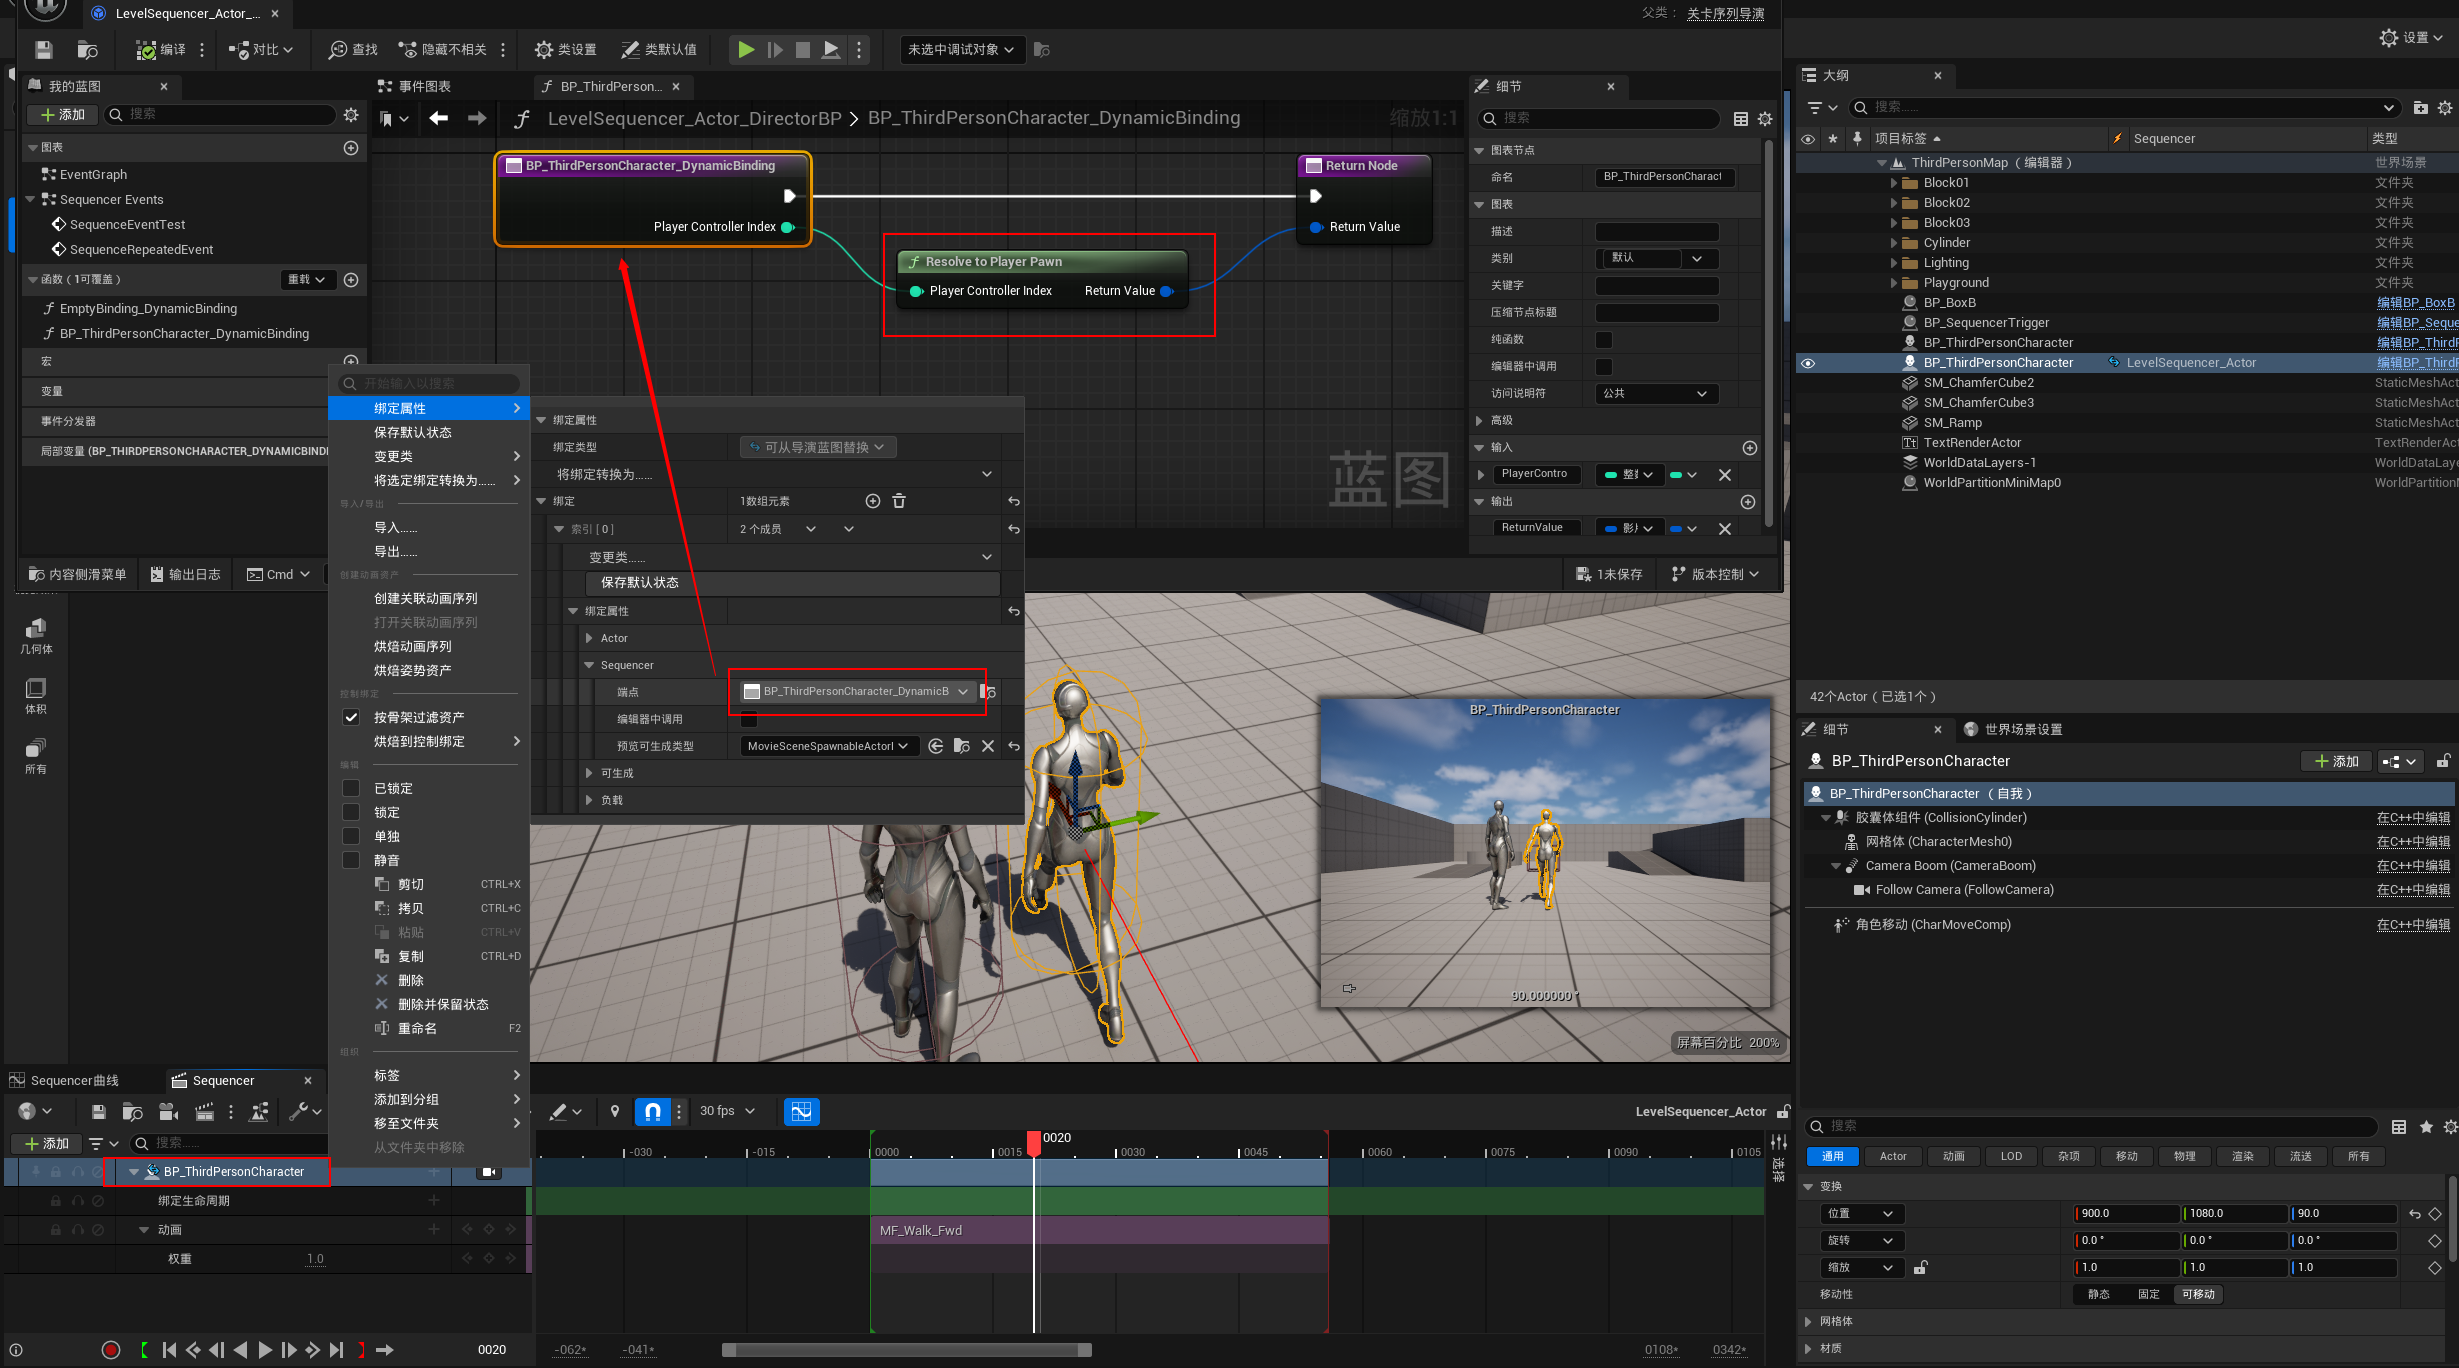 LevelSequencer_Actor_...
父类： 关卡序列导演
编译
对比
查找
隐藏不相关
类设置
类默认值
未选中调试对象
设置
我的蓝图
添加
搜索
图表
EventGraph
Sequencer Events
SequenceEventTest
SequenceRepeatedEvent
函数（1可覆盖）
重载
EmptyBinding_DynamicBinding
BP_ThirdPersonCharacter_DynamicBinding
宏
变量
事件分发器
局部变量 (BP_THIRDPERSONCHARACTER_DYNAMICBINDI
内容侧滑菜单
输出日志
Cmd
事件图表
BP_ThirdPerson...
LevelSequencer_Actor_DirectorBP > BP_ThirdPersonCharacter_DynamicBinding
缩放1:1
BP_ThirdPersonCharacter_DynamicBinding
Player Controller Index
Resolve to Player Pawn
Player Controller Index
Return Value
Return Node
Return Value
蓝图
细节
搜索
图表节点
命名
BP_ThirdPersonCharact
图表
描述
类别
默认
关键字
压缩节点标题
纯函数
编辑器中调用
访问说明符
公共
高级
输入
PlayerContro
整数
输出
ReturnValue
影片
1未保存
版本控制
开始输入以搜索
绑定属性
保存默认状态
变更类
将选定绑定转换为......
导入/导出
导入......
导出......
创建动画资产
创建关联动画序列
打开关联动画序列
烘焙动画序列
烘焙姿势资产
控制绑定
按骨架过滤资产
烘焙到控制绑定
编辑
已锁定
锁定
单独
静音
剪切 CTRL+X
拷贝 CTRL+C
粘贴 CTRL+V
复制 CTRL+D
删除
删除并保留状态
重命名 F2
组织
标签
添加到分组
移至文件夹
从文件夹中移除
绑定属性
绑定类型
可从导演蓝图替换
将绑定转换为......
绑定
1数组元素
索引 [ 0 ]
2 个成员
变更类......
保存默认状态
绑定属性
Actor
Sequencer
端点
BP_ThirdPersonCharacter_DynamicB
编辑器中调用
预览可生成类型
MovieSceneSpawnableActorI
可生成
负载
几何体
体积
所有
BP_ThirdPersonCharacter
90.000000 °
屏幕百分比 200%
大纲
搜索......
项目标签
Sequencer
类型
ThirdPersonMap（编辑器）
世界场景
Block01
文件夹
Block02
文件夹
Block03
文件夹
Cylinder
文件夹
Lighting
文件夹
Playground
文件夹
BP_BoxB
编辑BP_BoxB
BP_SequencerTrigger
编辑BP_Seque
BP_ThirdPersonCharacter
编辑BP_ThirdF
BP_ThirdPersonCharacter
LevelSequencer_Actor
编辑BP_ThirdF
SM_ChamferCube2
StaticMeshAct
SM_ChamferCube3
StaticMeshAct
SM_Ramp
StaticMeshAct
TextRenderActor
TextRenderAct
WorldDataLayers-1
WorldDataLaye
WorldPartitionMiniMap0
WorldPartition
42个Actor（已选1个）
细节
世界场景设置
BP_ThirdPersonCharacter
添加
BP_ThirdPersonCharacter （自我）
胶囊体组件 (CollisionCylinder)
在C++中编辑
网格体 (CharacterMesh0)
在C++中编辑
Camera Boom (CameraBoom)
在C++中编辑
Follow Camera (FollowCamera)
在C++中编辑
角色移动 (CharMoveComp)
在C++中编辑
搜索
通用
Actor
动画
LOD
杂项
移动
物理
渲染
流送
所有
变换
位置
900.0
1080.0
90.0
旋转
0.0 °
0.0 °
0.0 °
缩放
1.0
1.0
1.0
移动性
静态
固定
可移动
网格体
材质
Sequencer曲线
Sequencer
30 fps
LevelSequencer_Actor
添加
搜索......
BP_ThirdPersonCharacter
绑定生命周期
动画
权重
1.0
-030
-015
0000
0015
0020
0030
0045
0060
0075
0090
0105
选择
MF_Walk_Fwd
0020
-062*
-041*
0108*
0342*